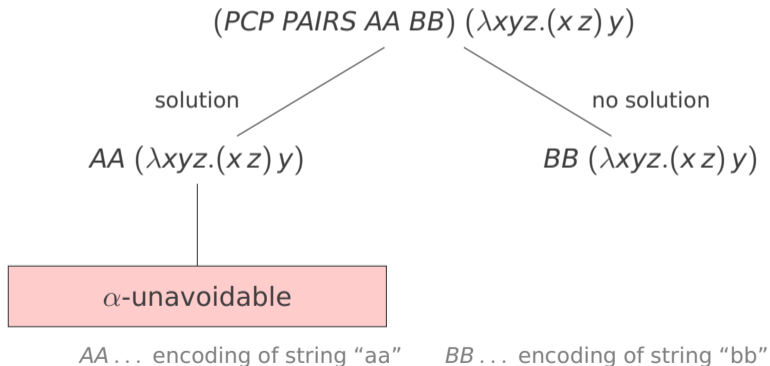 (PCP PAIRS AA BB) (λxyz.(x z) y)
solution
no solution
AA (λxyz.(x z) y)
BB (λxyz.(x z) y)
α-unavoidable
AA ... encoding of string “aa”
BB ... encoding of string “bb”